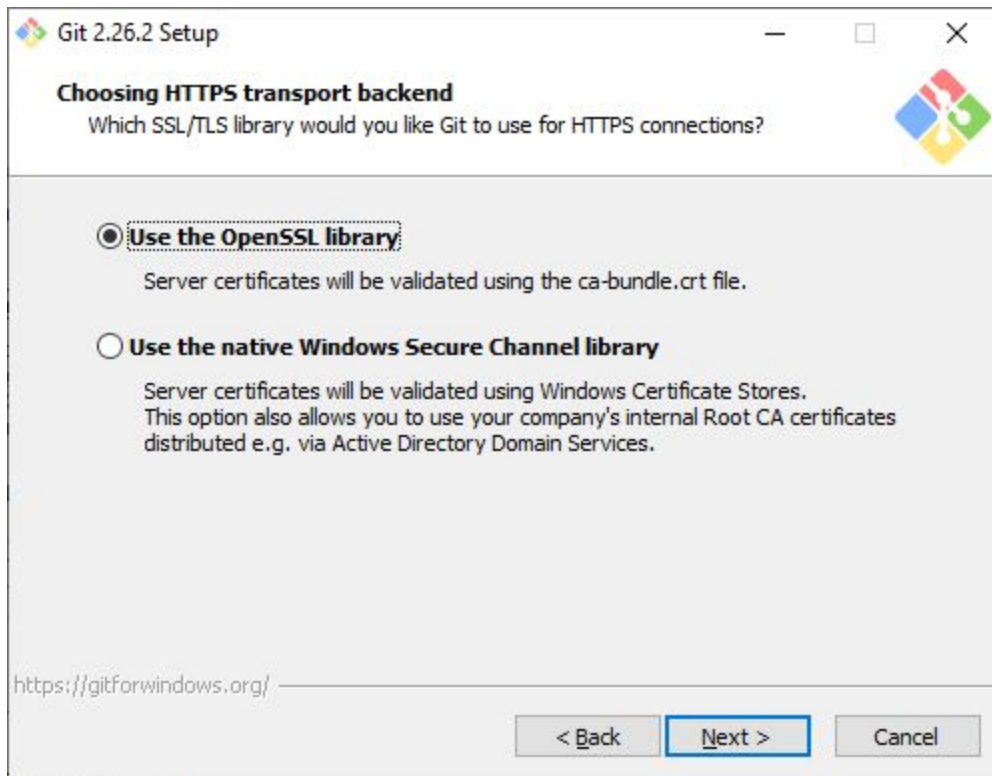 Git 2.26.2 Setup
Choosing HTTPS transport backend
Which SSL/TLS library would you like Git to use for HTTPS connections?
Use the OpenSSL library
Server certificates will be validated using the ca-bundle.crt file.
Use the native Windows Secure Channel library
Server certificates will be validated using Windows Certificate Stores.
This option also allows you to use your company's internal Root CA certificates
distributed e.g. via Active Directory Domain Services.
https://gitforwindows.org/
< Back Next > Cancel